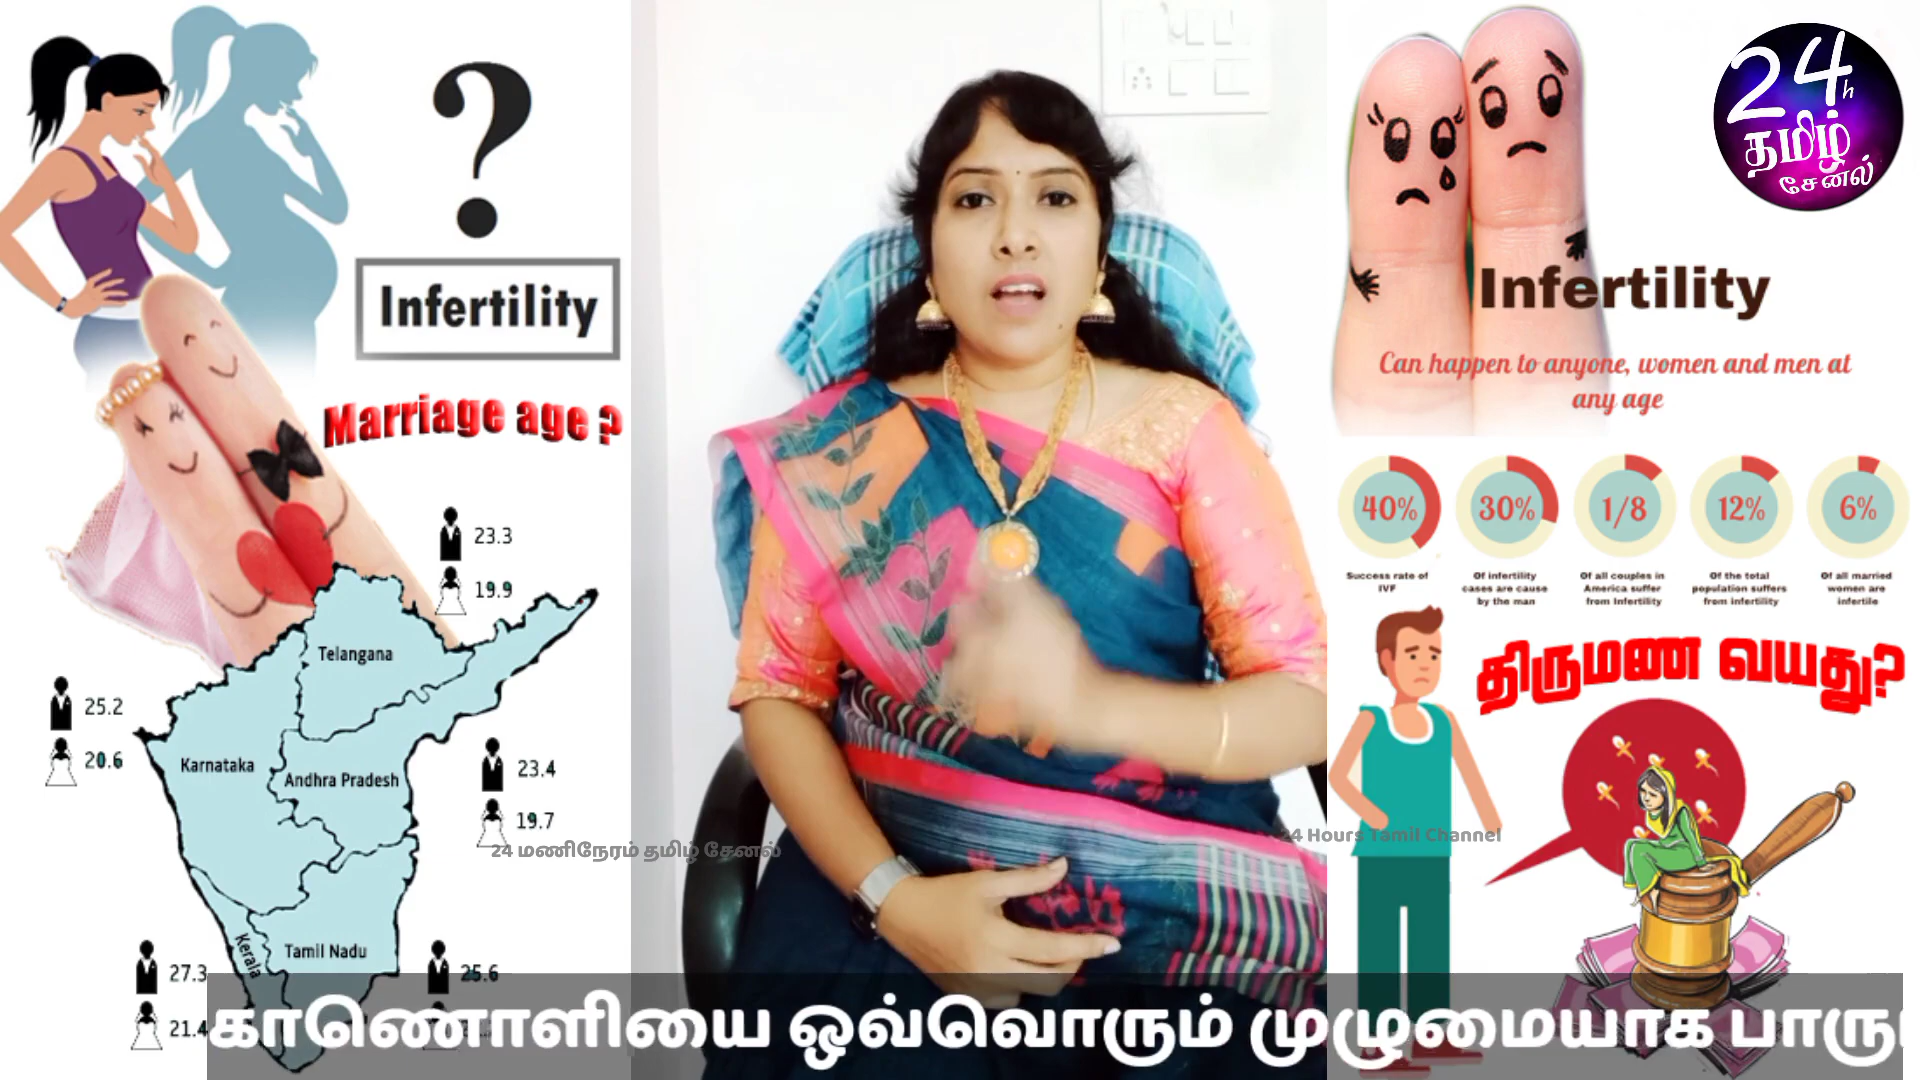 ?
Infertility
Marriage age ?
23.3
19.9
Telangana
25.2
20.6
Karnataka
Andhra Pradesh
23.4
19.7
24 மணிநேரம் தமிழ் சேனல்
Kerala
Tamil Nadu
27.3
21.4
25.6
24h
தமிழ்
சேனல்
Infertility
Can happen to anyone, women and men at
any age
40%
30%
1/8
12%
6%
Success rate of
IVF
Of infertility
cases are cause
by the man
Of all couples in
America suffer
from Infertility
Of the total
population suffers
from infertility
Of all married
women are
infertile
திருமண வயது?
24 Hours Tamil Channel
காணொளியை ஒவ்வொரும் முழுமையாக பாரு